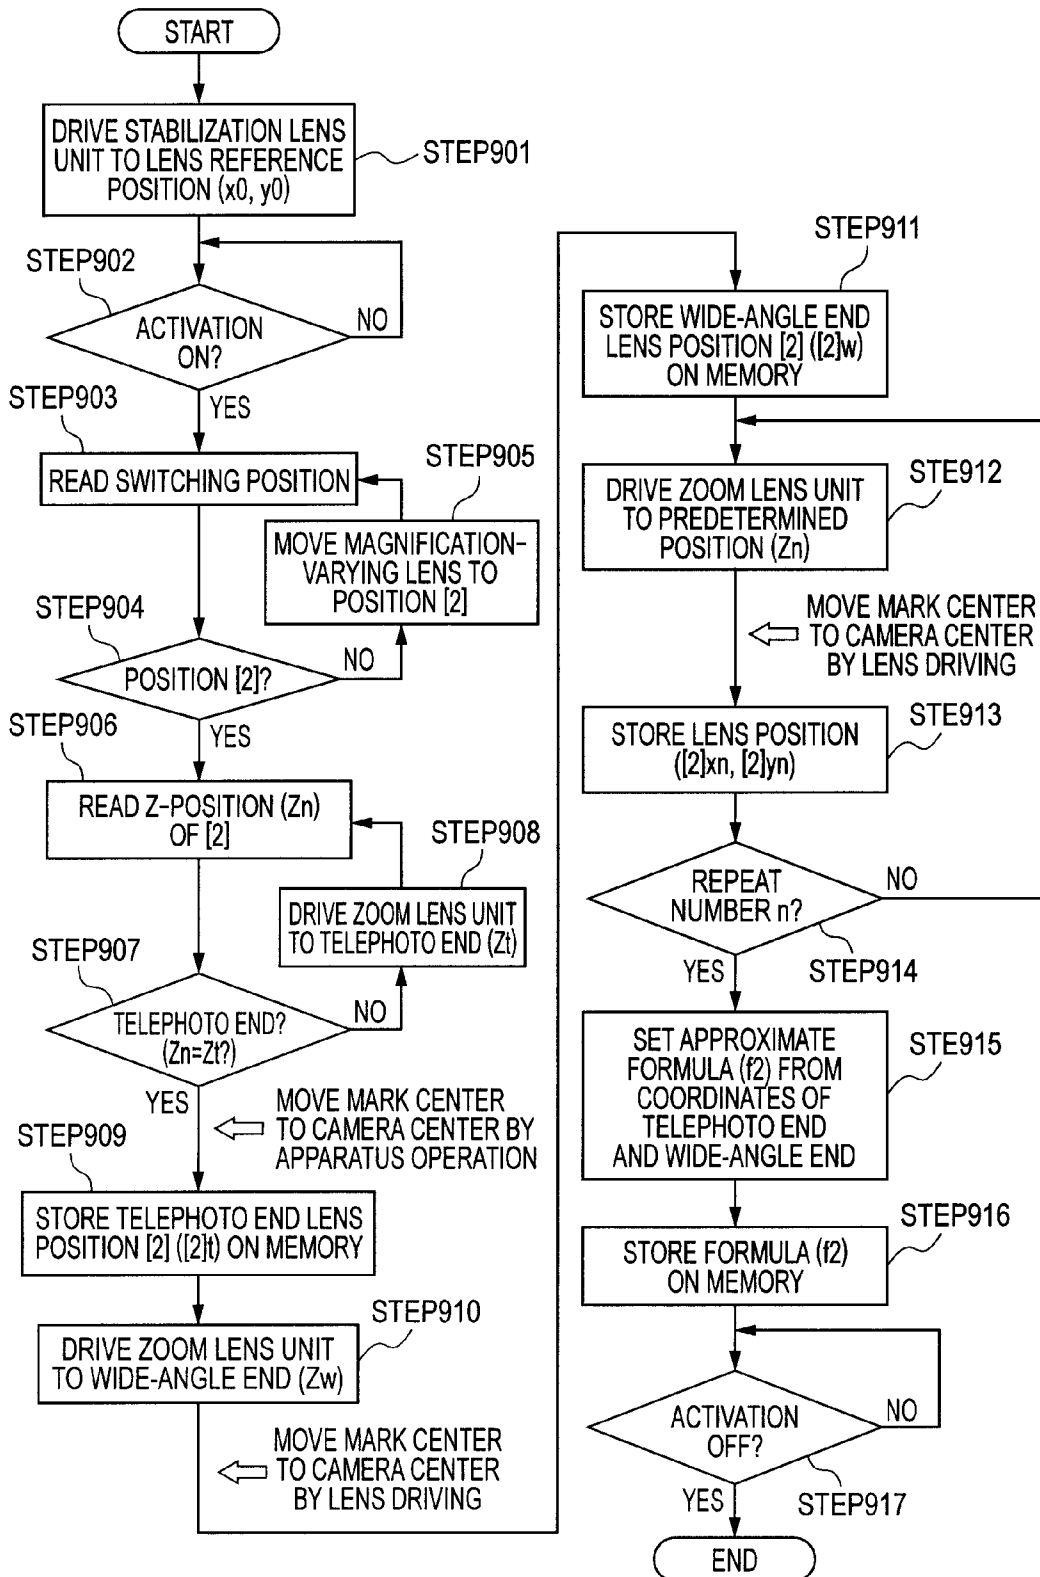 START
DRIVE STABILIZATION LENS
UNIT TO LENS REFERENCE
POSITION (x0, y0)
STEP901
STEP902
ACTIVATION
ON?
NO
YES
STEP903
READ SWITCHING POSITION
STEP905
MOVE MAGNIFICATION-
VARYING LENS TO
POSITION [2]
STEP904
POSITION [2]?
NO
YES
STEP906
READ Z-POSITION (Zn)
OF [2]
STEP908
DRIVE ZOOM LENS UNIT
TO TELEPHOTO END (Zt)
STEP907
TELEPHOTO END?
(Zn=Zt?)
NO
YES
MOVE MARK CENTER
TO CAMERA CENTER BY
APPARATUS OPERATION
STEP909
STORE TELEPHOTO END LENS
POSITION [2] ([2]t) ON MEMORY
STEP910
DRIVE ZOOM LENS UNIT
TO WIDE-ANGLE END (Zw)
MOVE MARK CENTER
TO CAMERA CENTER
BY LENS DRIVING
STEP911
STORE WIDE-ANGLE END
LENS POSITION [2] ([2]w)
ON MEMORY
STE912
DRIVE ZOOM LENS UNIT
TO PREDETERMINED
POSITION (Zn)
MOVE MARK CENTER
TO CAMERA CENTER
BY LENS DRIVING
STE913
STORE LENS POSITION
([2]xn, [2]yn)
REPEAT
NUMBER n?
NO
YES
STEP914
STE915
SET APPROXIMATE
FORMULA (f2) FROM
COORDINATES OF
TELEPHOTO END
AND WIDE-ANGLE END
STEP916
STORE FORMULA (f2)
ON MEMORY
ACTIVATION
OFF?
NO
YES
STEP917
END